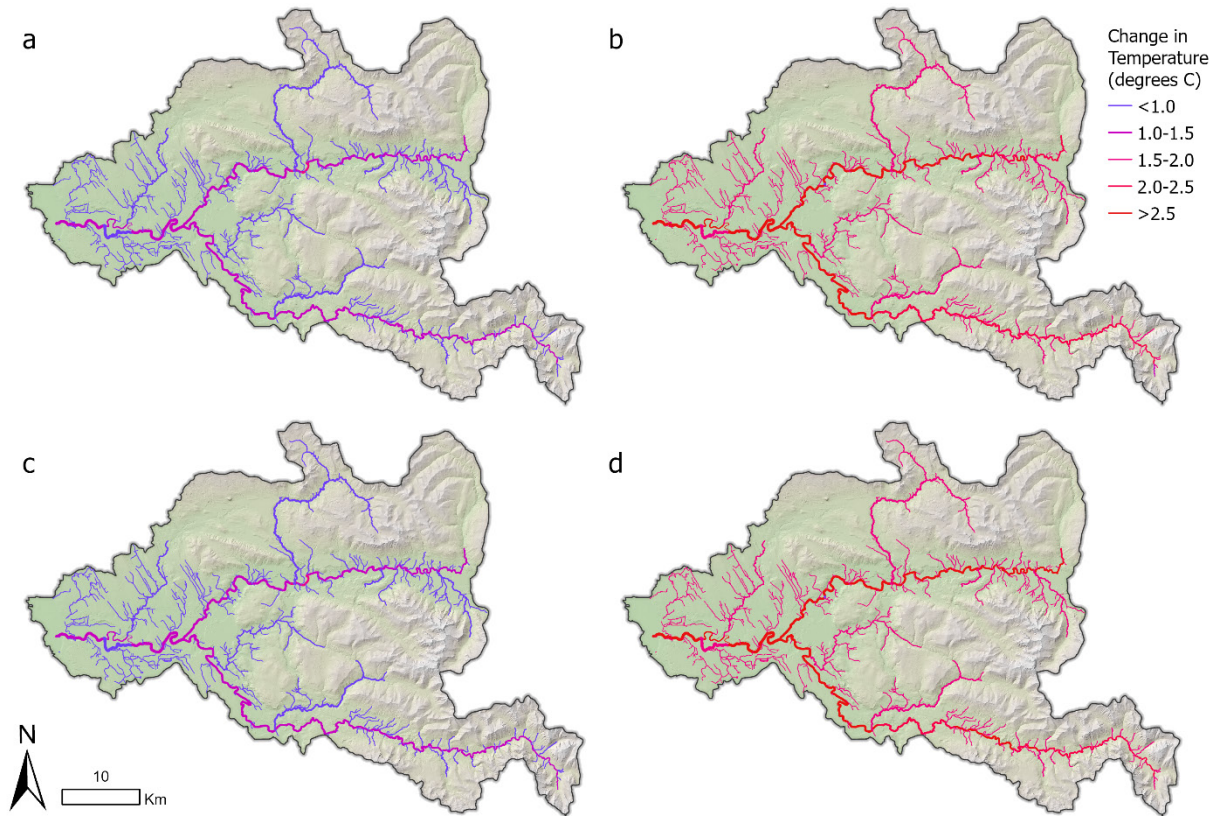 a
b
Change in
Temperature
(degrees C)
<1.0
1.0-1.5
1.5-2.0
2.0-2.5
>2.5
c
d
N
10
Km